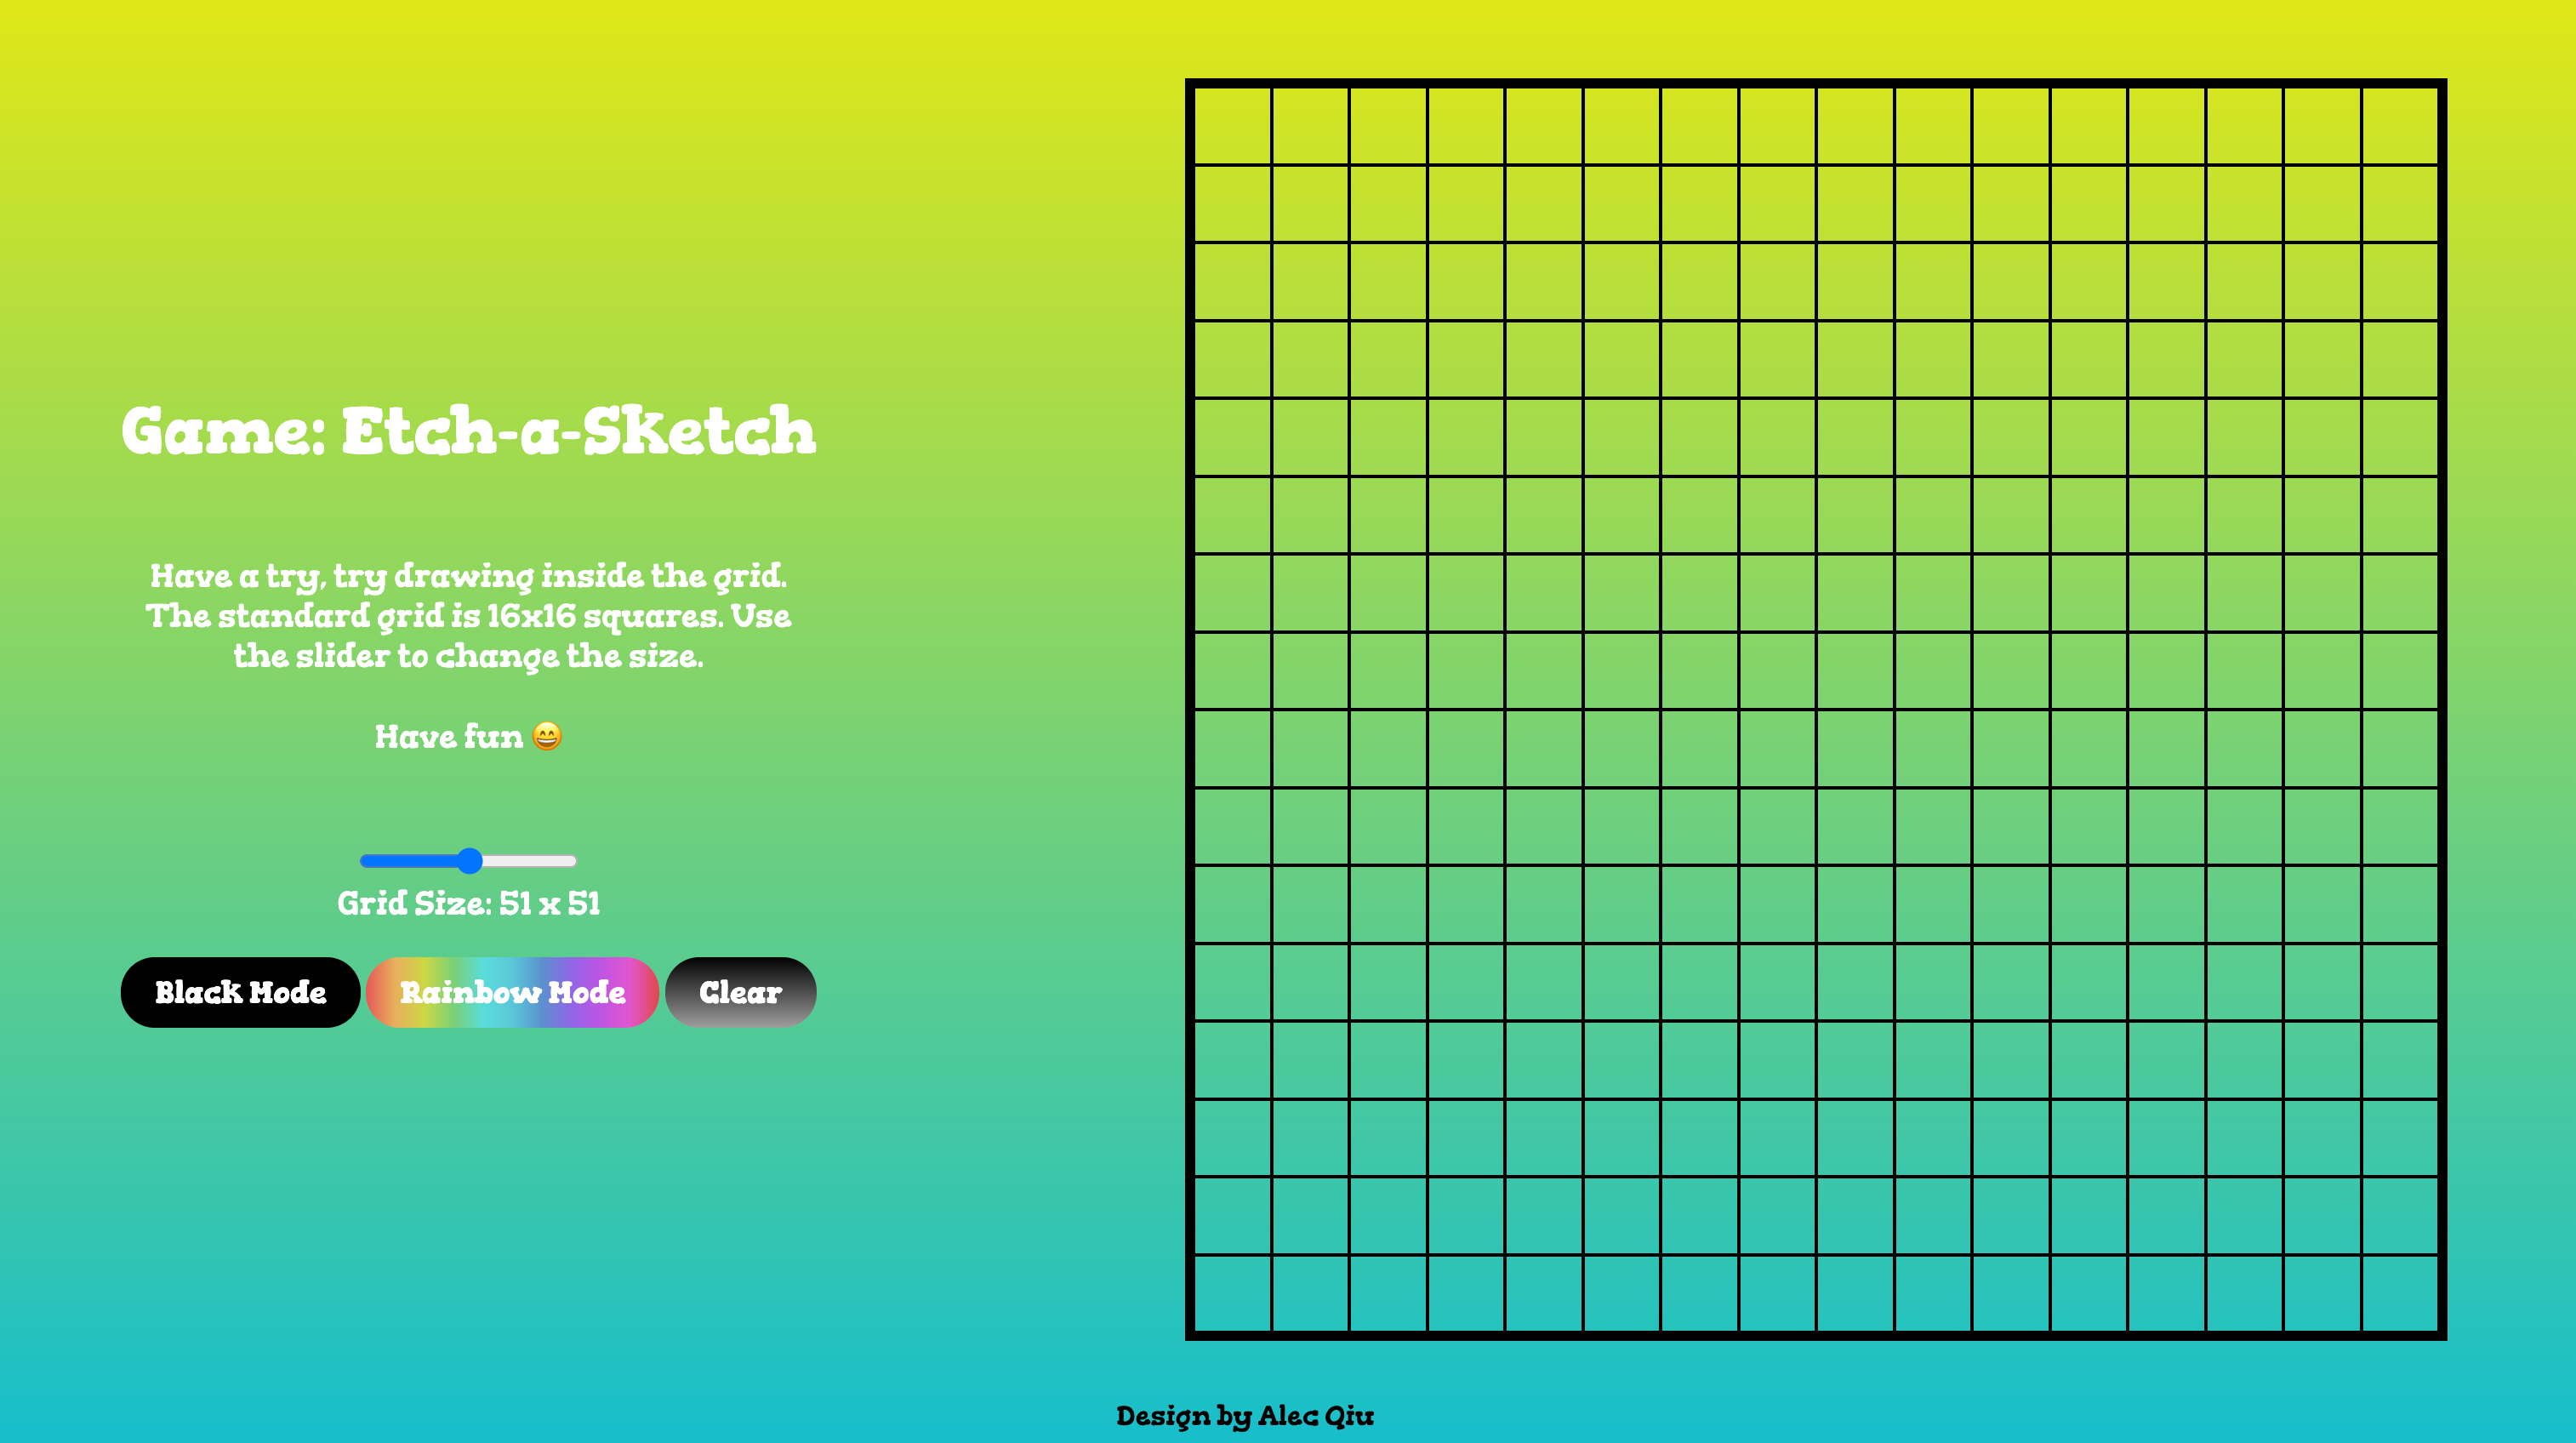 Game: Etch-a-Sketch
Have a try, try drawing inside the grid.
The standard grid is 16x16 squares. Use
the slider to change the size.
Have fun 😄
Grid Size: 51 x 51
Black Mode
Rainbow Mode
Clear
Design by Alec Qiu